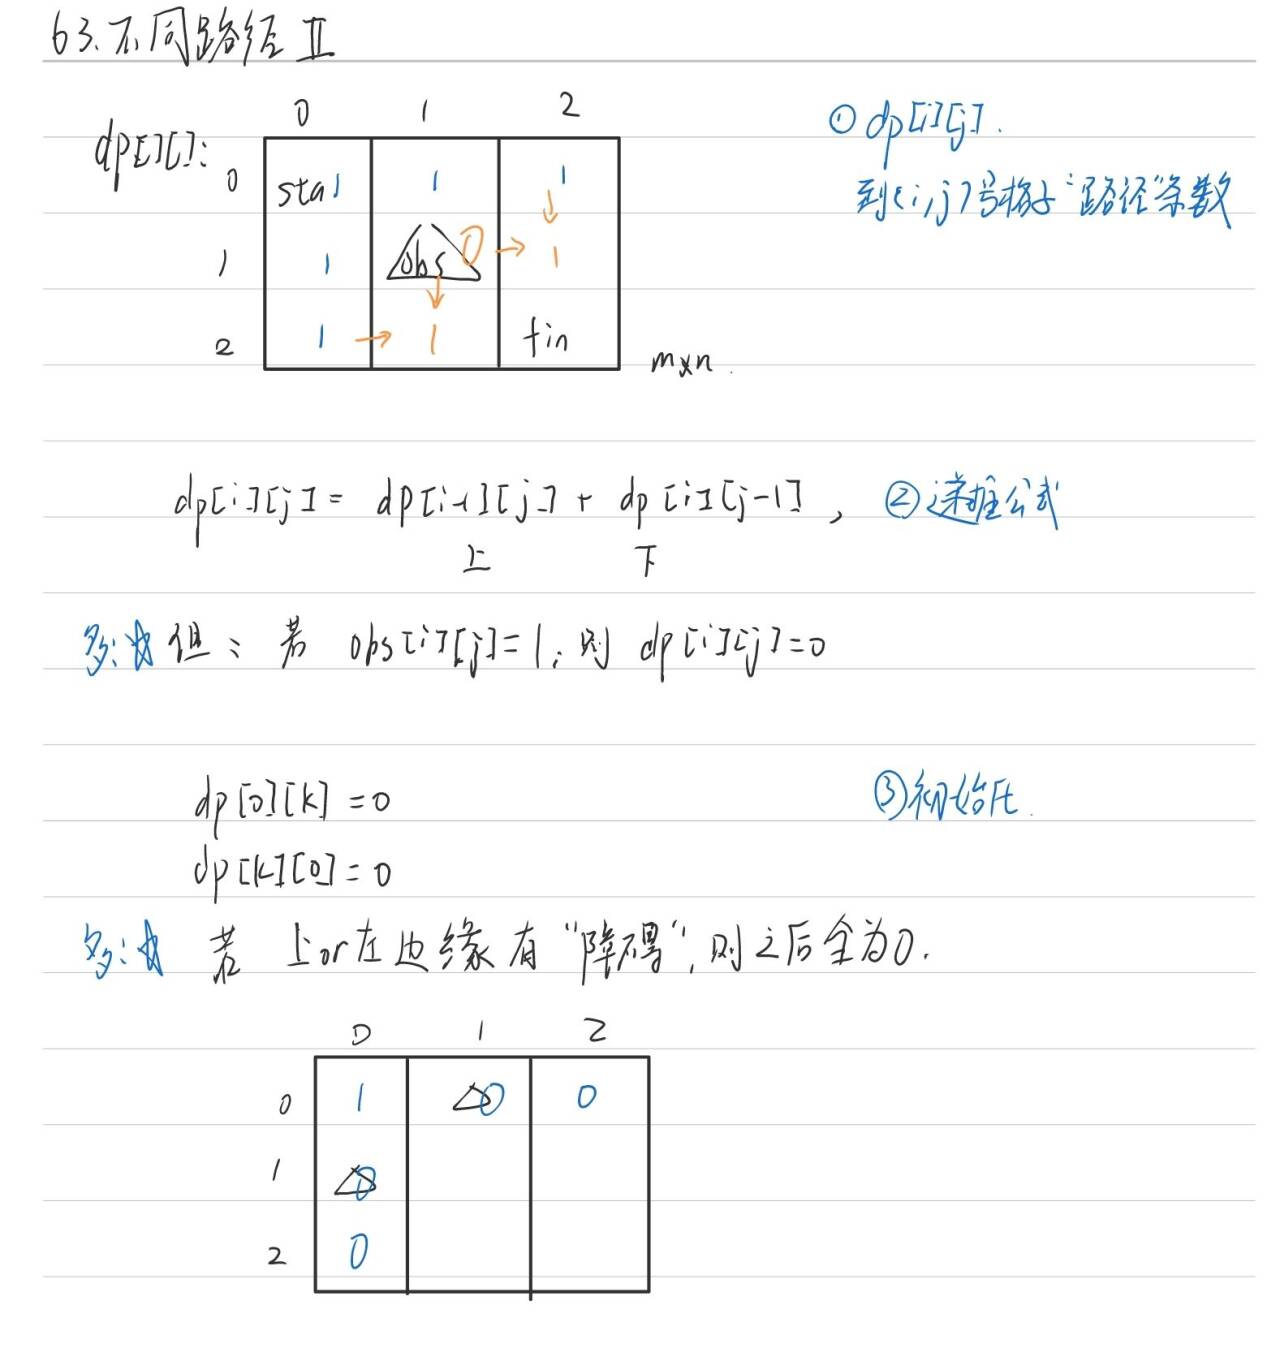 63.不同路径 II
0 1 2
dp[][]:
① dp[i][j].
到(i,j)号格子"路径"条数
0 sta 1 1 1
1 1 obs 0 → 1
2 1 → 1 fin
m×n.
dp[i][j] = dp[i-1][j] + dp[i][j-1], ②递推公式
上 下
但: 若 obs[i][j]=1, 则 dp[i][j]=0
dp[0][k] = 0 ③初始化.
dp[k][0] = 0
若 上or左边缘有"障碍",则之后全为0.
0 1 2
0 1 0 0
1 0
2 0